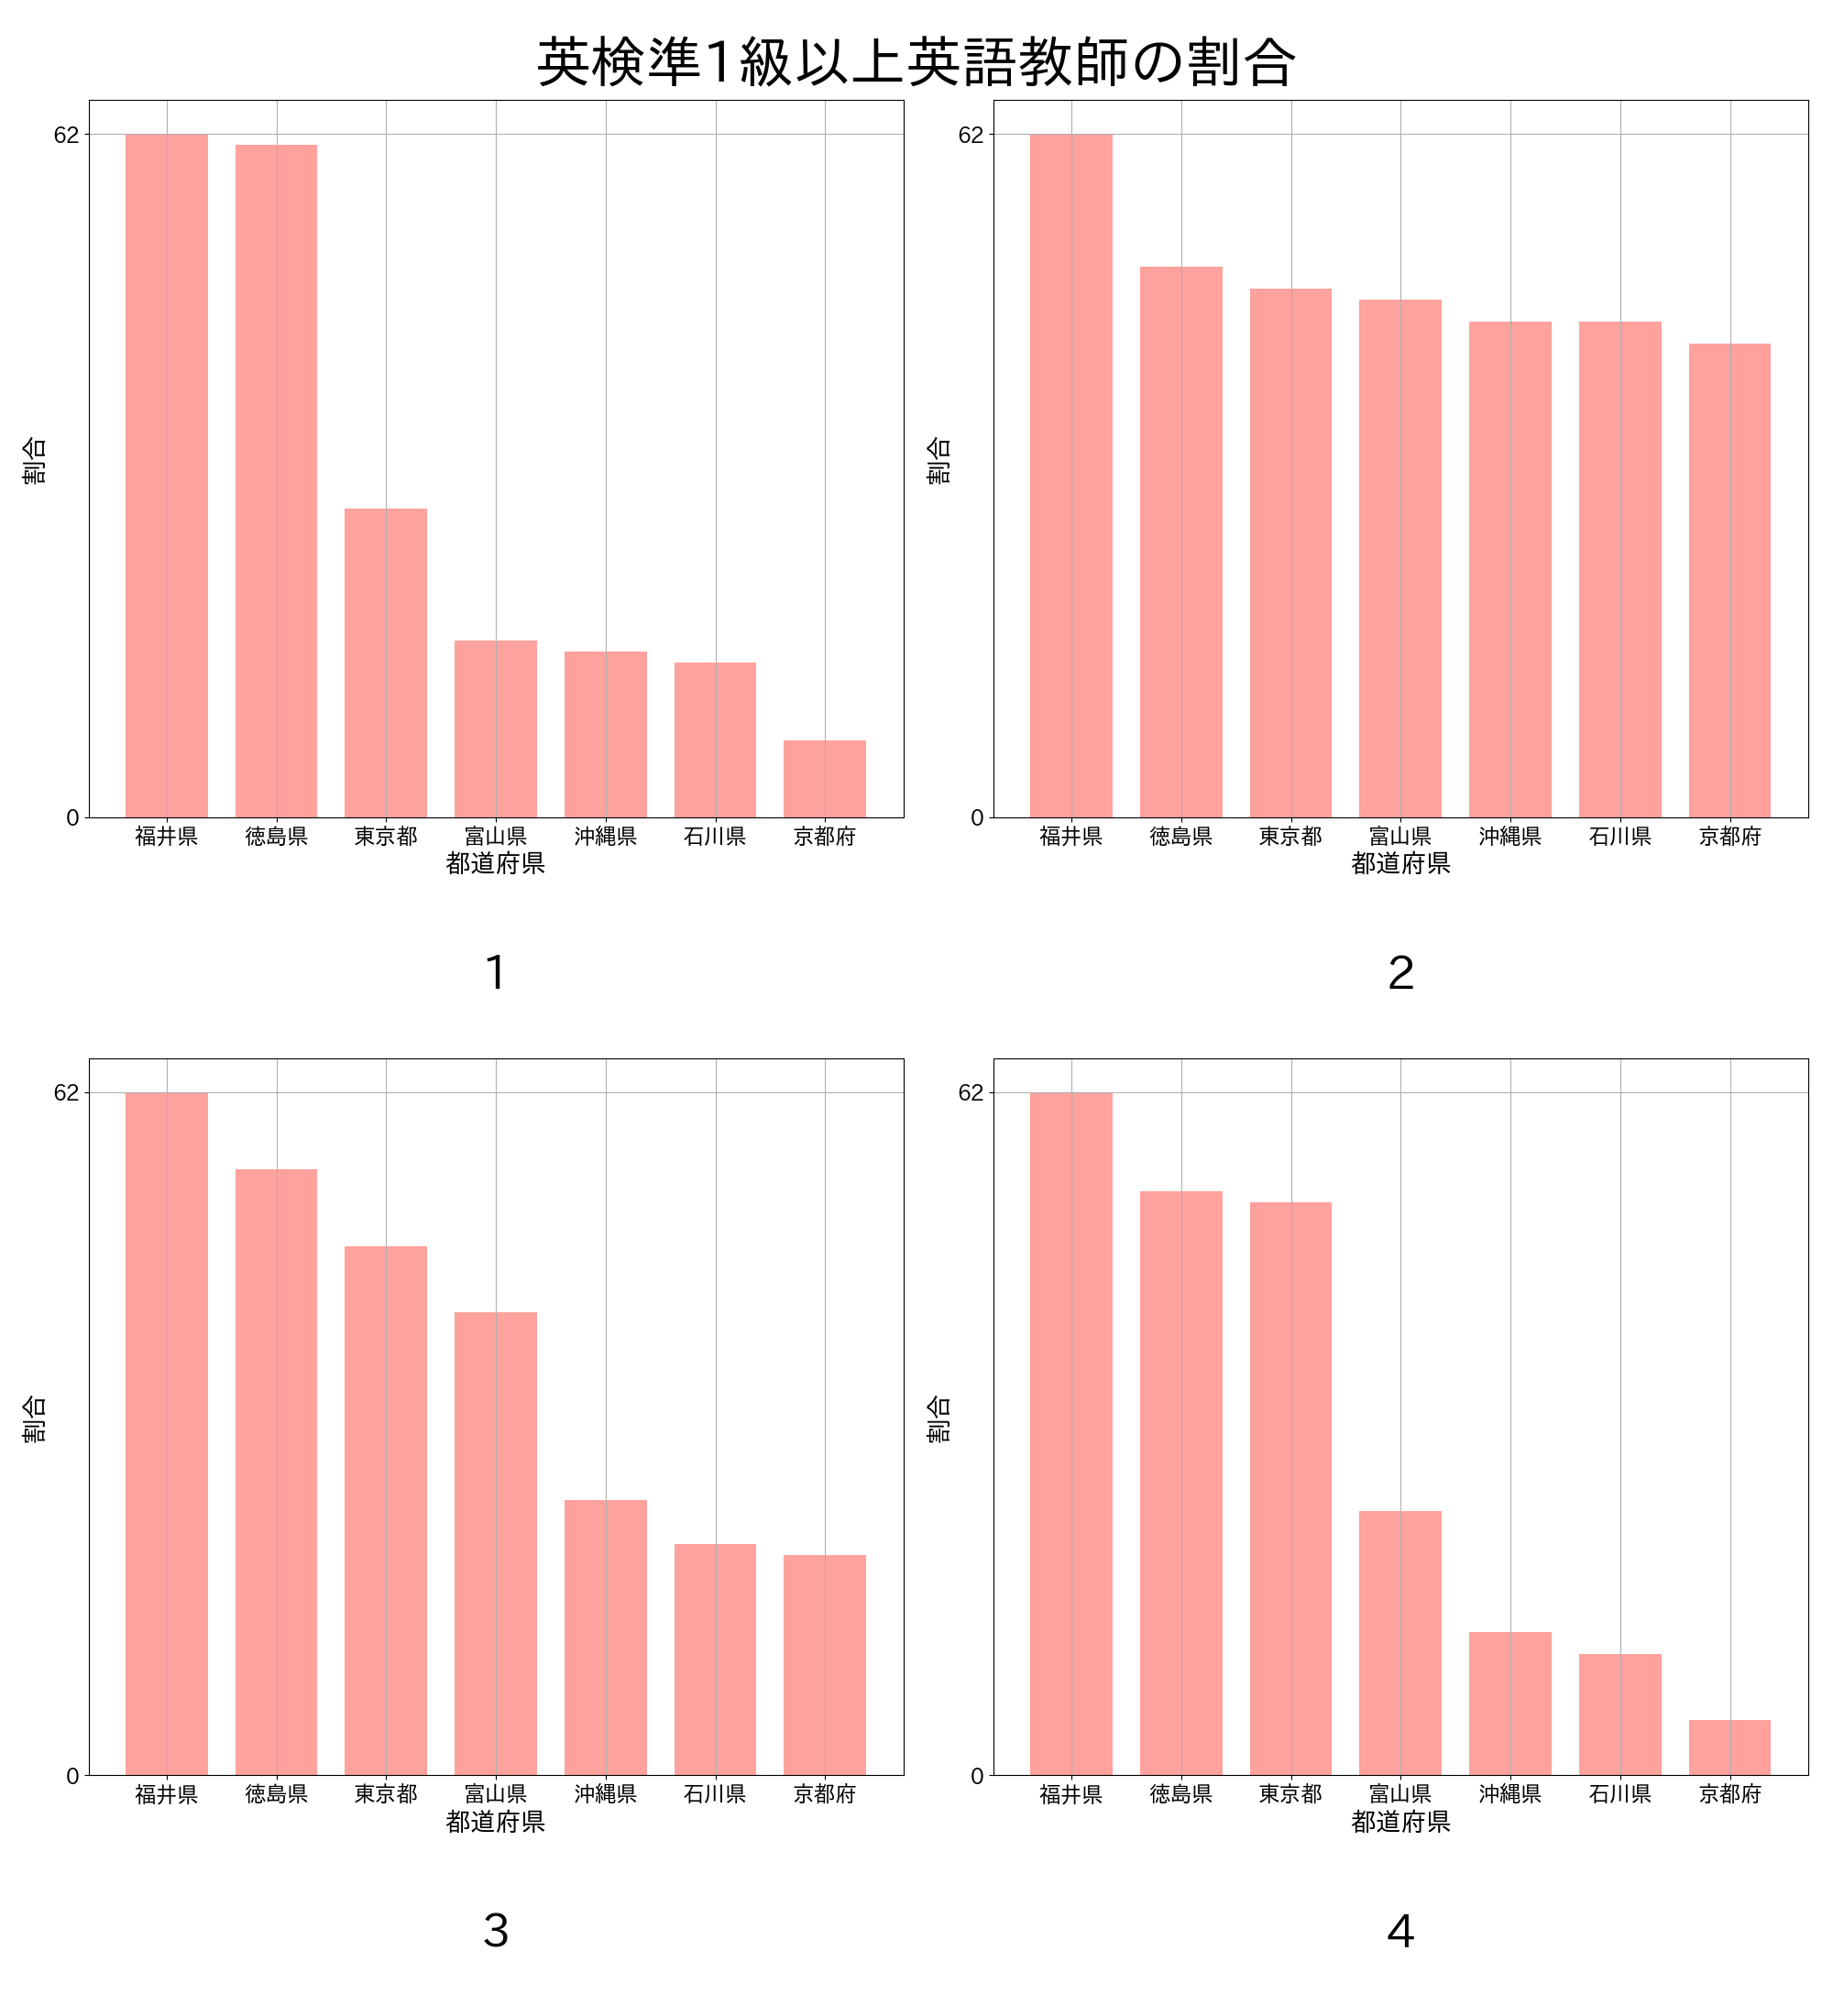 英検準1級以上英語教師の割合
62
0
割合
福井県 徳島県 東京都 富山県 沖縄県 石川県 京都府
都道府県
1
62
0
割合
福井県 徳島県 東京都 富山県 沖縄県 石川県 京都府
都道府県
2
62
0
割合
福井県 徳島県 東京都 富山県 沖縄県 石川県 京都府
都道府県
3
62
0
割合
福井県 徳島県 東京都 富山県 沖縄県 石川県 京都府
都道府県
4